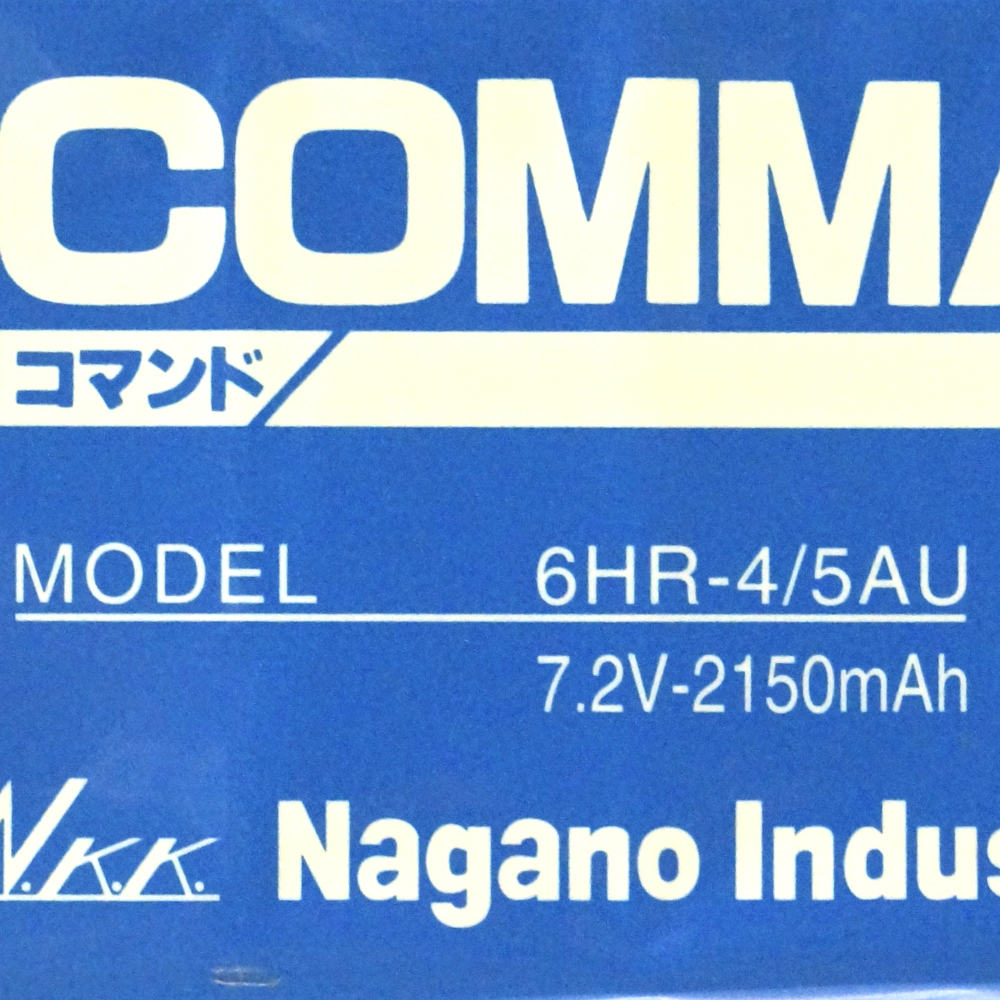 COMMA
コマンド
MODEL 6HR-4/5AU
7.2V-2150mAh
N.K.K. Nagano Indus